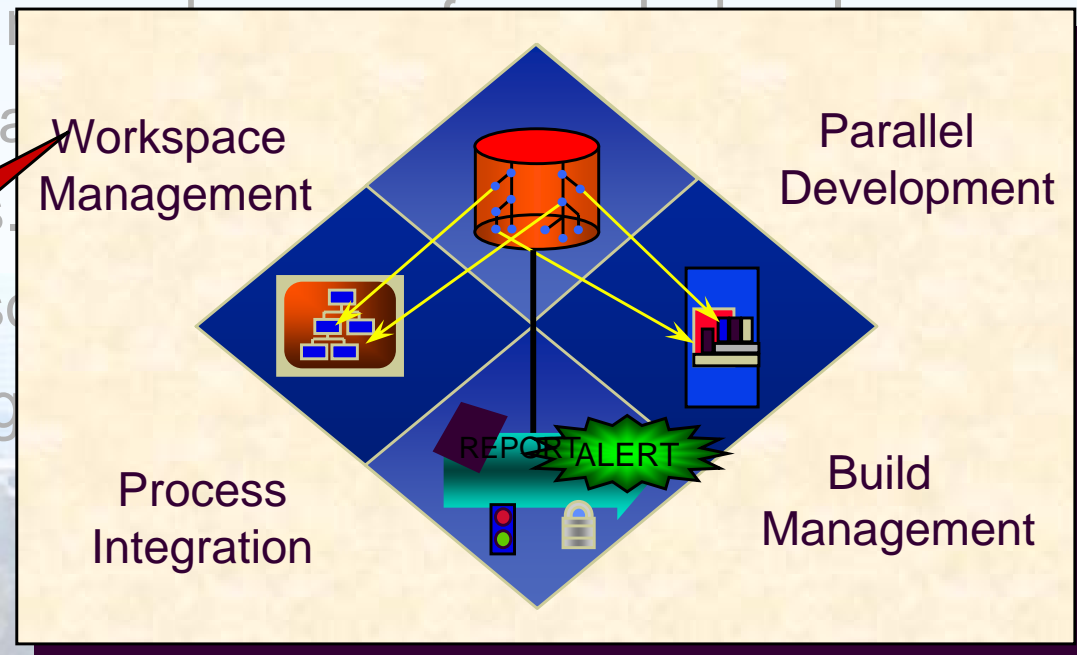 Workspace
Management
Parallel
Development
REPORT
ALERT
Process
Integration
Build
Management